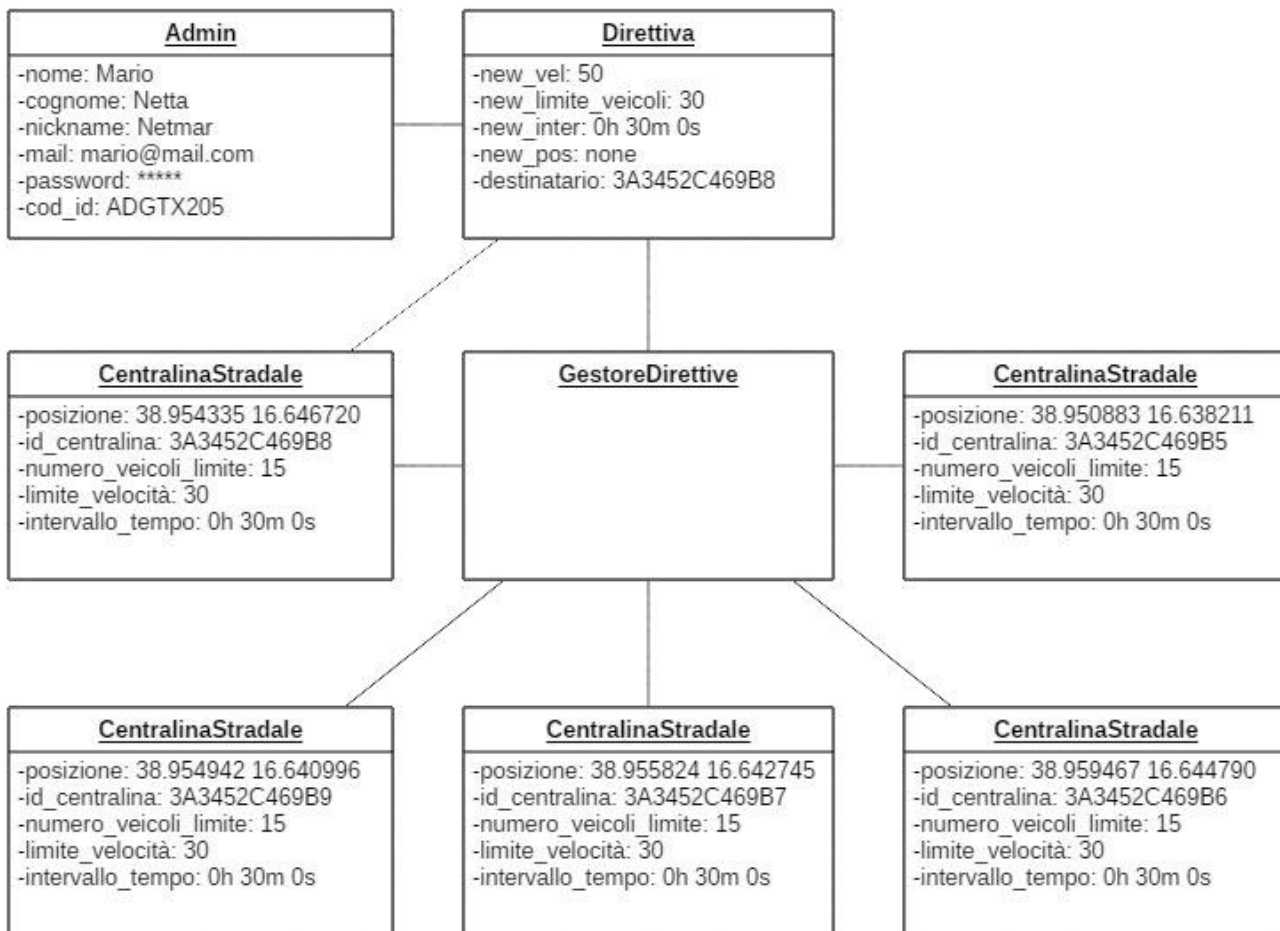 Admin
-nome: Mario
-cognome: Netta
-nickname: Netmar
-mail: mario@mail.com
-password: *****
-cod_id: ADGTX205
Direttiva
-new_vel: 50
-new_limite_veicoli: 30
-new_inter: 0h 30m 0s
-new_pos: none
-destinatario: 3A3452C469B8
CentralinaStradale
-posizione: 38.954335 16.646720
-id_centralina: 3A3452C469B8
-numero_veicoli_limite: 15
-limite_velocità: 30
-intervallo_tempo: 0h 30m 0s
GestoreDirettive
CentralinaStradale
-posizione: 38.950883 16.638211
-id_centralina: 3A3452C469B5
-numero_veicoli_limite: 15
-limite_velocità: 30
-intervallo_tempo: 0h 30m 0s
CentralinaStradale
-posizione: 38.954942 16.640996
-id_centralina: 3A3452C469B9
-numero_veicoli_limite: 15
-limite_velocità: 30
-intervallo_tempo: 0h 30m 0s
CentralinaStradale
-posizione: 38.955824 16.642745
-id_centralina: 3A3452C469B7
-numero_veicoli_limite: 15
-limite_velocità: 30
-intervallo_tempo: 0h 30m 0s
CentralinaStradale
-posizione: 38.959467 16.644790
-id_centralina: 3A3452C469B6
-numero_veicoli_limite: 15
-limite_velocità: 30
-intervallo_tempo: 0h 30m 0s